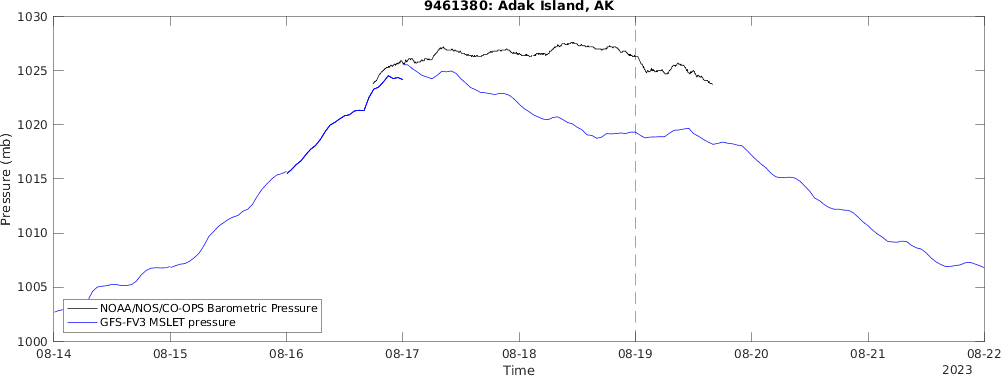 9461380: Adak Island, AK
Pressure (mb)
1030
1025
1020
1015
1010
1005
1000
NOAA/NOS/CO-OPS Barometric Pressure
GFS-FV3 MSLET pressure
08-14 08-15 08-16 08-17 08-18 08-19 08-20 08-21 08-22
Time
2023